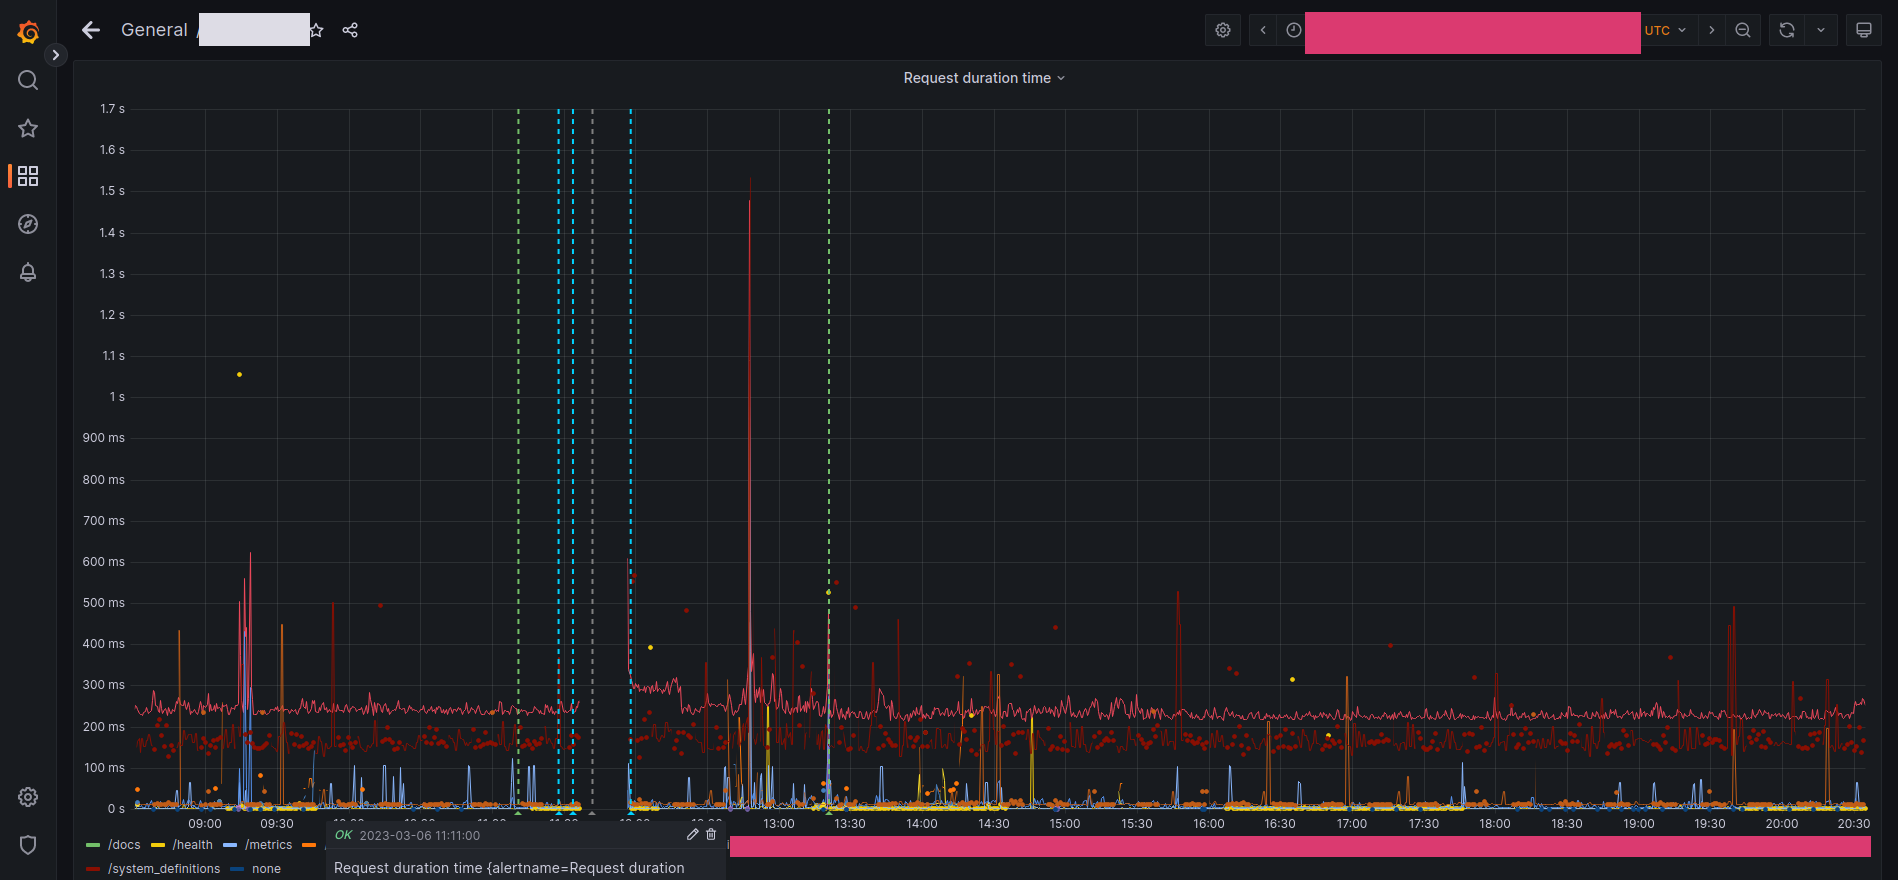 General /
UTC
Request duration time
1.7 s
1.6 s
1.5 s
1.4 s
1.3 s
1.2 s
1.1 s
1 s
900 ms
800 ms
700 ms
600 ms
500 ms
400 ms
300 ms
200 ms
100 ms
0 s
09:00 09:30 13:00 13:30 14:00 14:30 15:00 15:30 16:00 16:30 17:00 17:30 18:00 18:30 19:00 19:30 20:00 20:30
/docs /health /metrics
/system_definitions none
OK 2023-03-06 11:11:00
Request duration time {alertname=Request duration